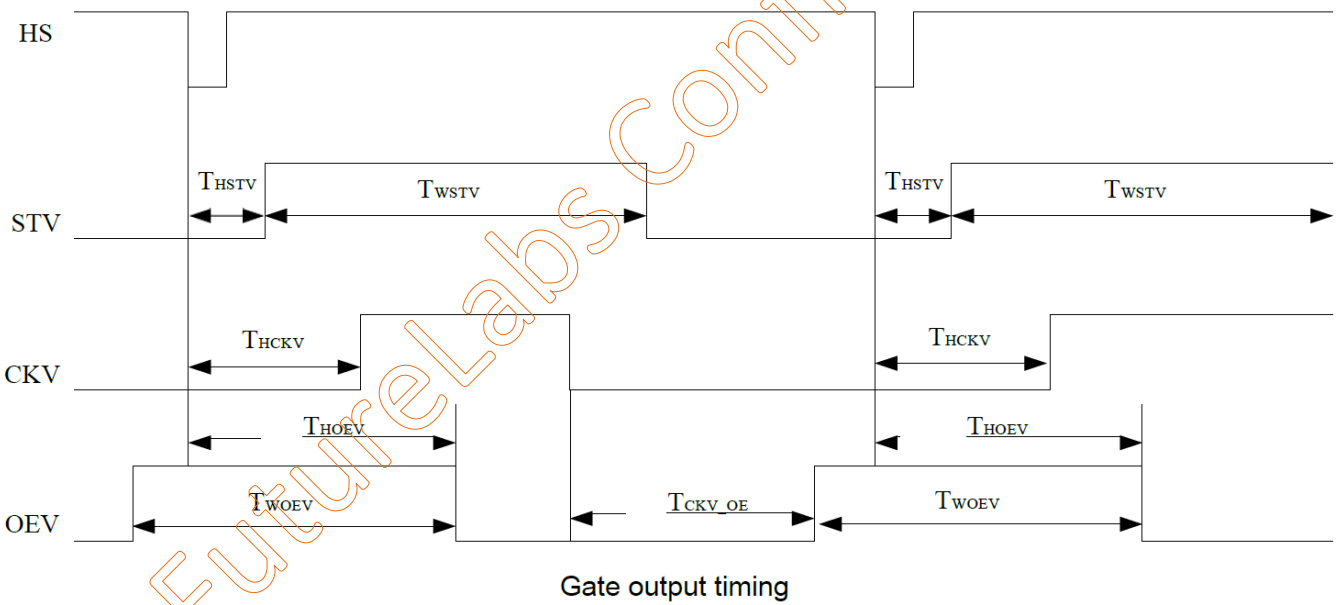 HS
THSTV
TWSTV
THSTV
TWSTV
STV
THCKV
THCKV
CKV
THOEV
THOEV
TWOEV
TCKV_OE
TWOEV
OEV
FutureLabs Conf
Gate output timing